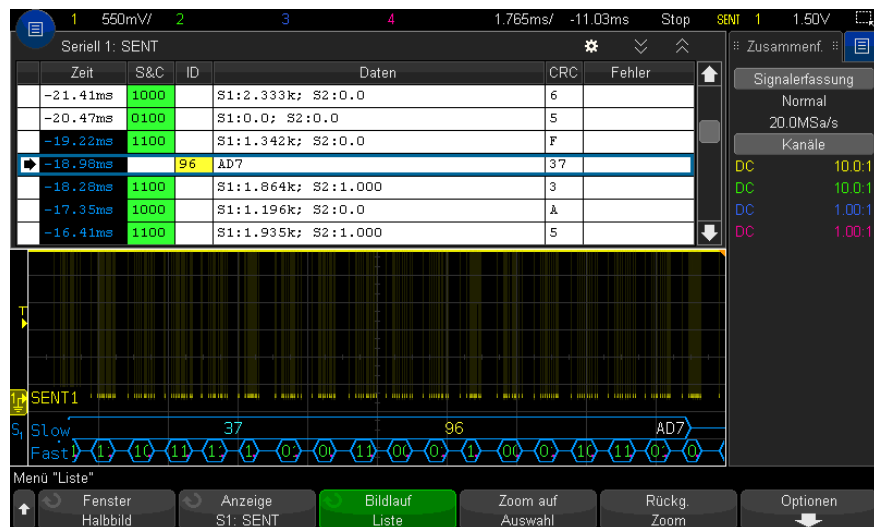 1 550mV/ 2 3 4 1.765ms/ -11.03ms Stop SENT 1 1.50V
Seriell 1: SENT
Zusammenf.
Zeit S&C ID Daten CRC Fehler
-21.41ms 1000 S1:2.333k; S2:0.0 6
-20.47ms 0100 S1:0.0; S2:0.0 5
-19.22ms 1100 S1:1.342k; S2:0.0 F
-18.98ms 96 AD7 37
-18.28ms 1100 S1:1.864k; S2:1.000 3
-17.35ms 1000 S1:1.196k; S2:0.0 A
-16.41ms 1100 S1:1.935k; S2:1.000 5
Signalerfassung
Normal
20.0MSa/s
Kanäle
DC 10.0:1
DC 10.0:1
DC 1.00:1
DC 1.00:1
T
SENT1
S1 Slow 37 96 AD7
Fast
Menü "Liste"
Fenster
Halbbild
Anzeige
S1: SENT
Bildlauf
Liste
Zoom auf
Auswahl
Rückg.
Zoom
Optionen